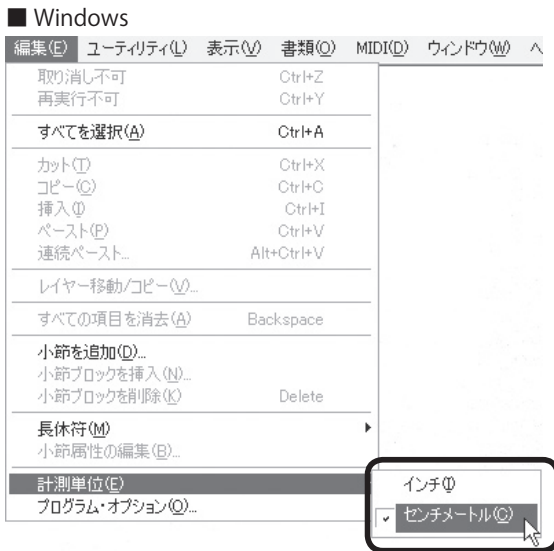 ■ Windows
編集(E) ユーティリティ(L) 表示(V) 書類(O) MIDI(D) ウィンドウ(W) ヘ
取り消し不可 Ctrl+Z
再実行不可 Ctrl+Y
すべてを選択(A) Ctrl+A
カット(T) Ctrl+X
コピー(C) Ctrl+C
挿入(I) Ctrl+I
ペースト(P) Ctrl+V
連続ペースト... Alt+Ctrl+V
レイヤー移動/コピー(V)...
すべての項目を消去(A) Backspace
小節を追加(D)...
小節ブロックを挿入(N)...
小節ブロックを削除(K) Delete
長休符(M)
小節属性の編集(B)...
計測単位(E)
インチ(I)
プログラム・オプション(O)...
✓ センチメートル(C)